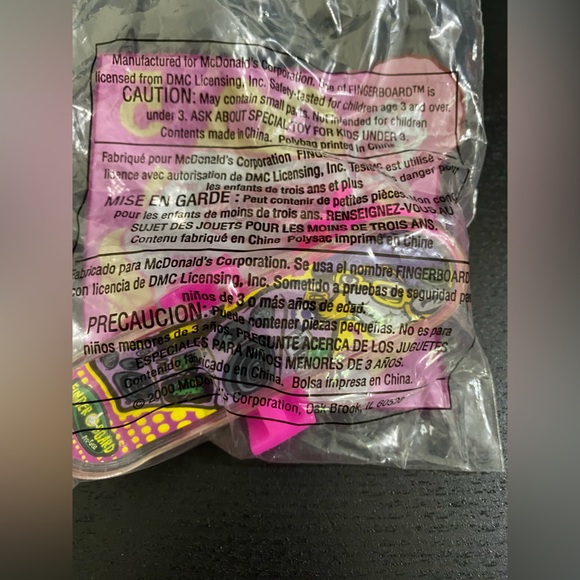 Manufactured for McDonald's Corporation. Use of FINGERBOARD™ is
licensed from DMC Licensing, Inc. Safety-tested for children age 3 and over.
CAUTION: May contain small parts. Not intended for children
under 3. ASK ABOUT SPECIAL TOY FOR KIDS UNDER 3.
Contents made in China. Polybag printed in China
Fabriqué pour McDonald's Corporation FING
licence avec autorisation de DMC Licensing, Inc. est utilisé
les enfants de trois ans et plus danger
MISE EN GARDE : Peut contenir de petites pièces. Non conç
pour les enfants de moins de trois ans. RENSEIGNEZ-VOUS AU
SUJET DES JOUETS POUR LES MOINS DE TROIS ANS.
Contenu fabriqué en Chine Polysac imprimé en Chine
Fabricado para McDonald's Corporation. Se usa el nombre FINGERBOARD
con licencia de DMC Licensing, Inc. Sometido a pruebas de seguridad
niños de 3 o más años de edad.
PRECAUCION: Puede contener piezas pequeñas. No es para
niños menores de 3 años. PREGUNTE ACERCA DE LOS JUGUETES
ESPECIALES PARA NIÑOS MENORES DE 3 AÑOS.
Contenido fabricado en China. Bolsa impresa en China.
© 2000 McDonald's Corporation, Oak Brook, IL
FINGER
BOARD